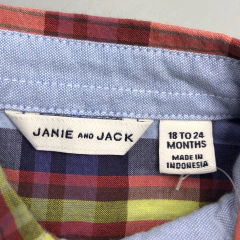 JANIE AND JACK
18 TO 24
MONTHS
MADE IN
INDONESIA